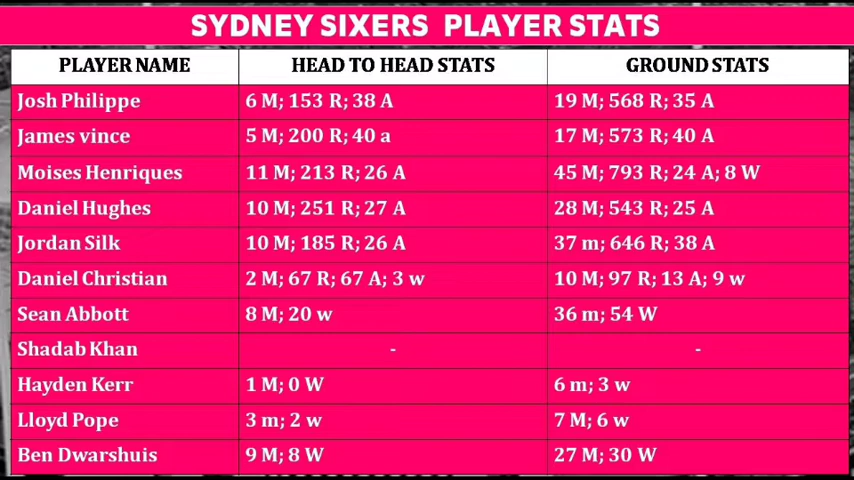 SYDNEY SIXERS PLAYER STATS
PLAYER NAME HEAD TO HEAD STATS GROUND STATS
Josh Philippe 6 M; 153 R; 38 A 19 M; 568 R; 35 A
James vince 5 M; 200 R; 40 a 17 M; 573 R; 40 A
Moises Henriques 11 M; 213 R; 26 A 45 M; 793 R; 24 A; 8 W
Daniel Hughes 10 M; 251 R; 27 A 28 M; 543 R; 25 A
Jordan Silk 10 M; 185 R; 26 A 37 m; 646 R; 38 A
Daniel Christian 2 M; 67 R; 67 A; 3 w 10 M; 97 R; 13 A; 9 w
Sean Abbott 8 M; 20 w 36 m; 54 W
Shadab Khan - -
Hayden Kerr 1 M; 0 W 6 m; 3 w
Lloyd Pope 3 m; 2 w 7 M; 6 w
Ben Dwarshuis 9 M; 8 W 27 M; 30 W